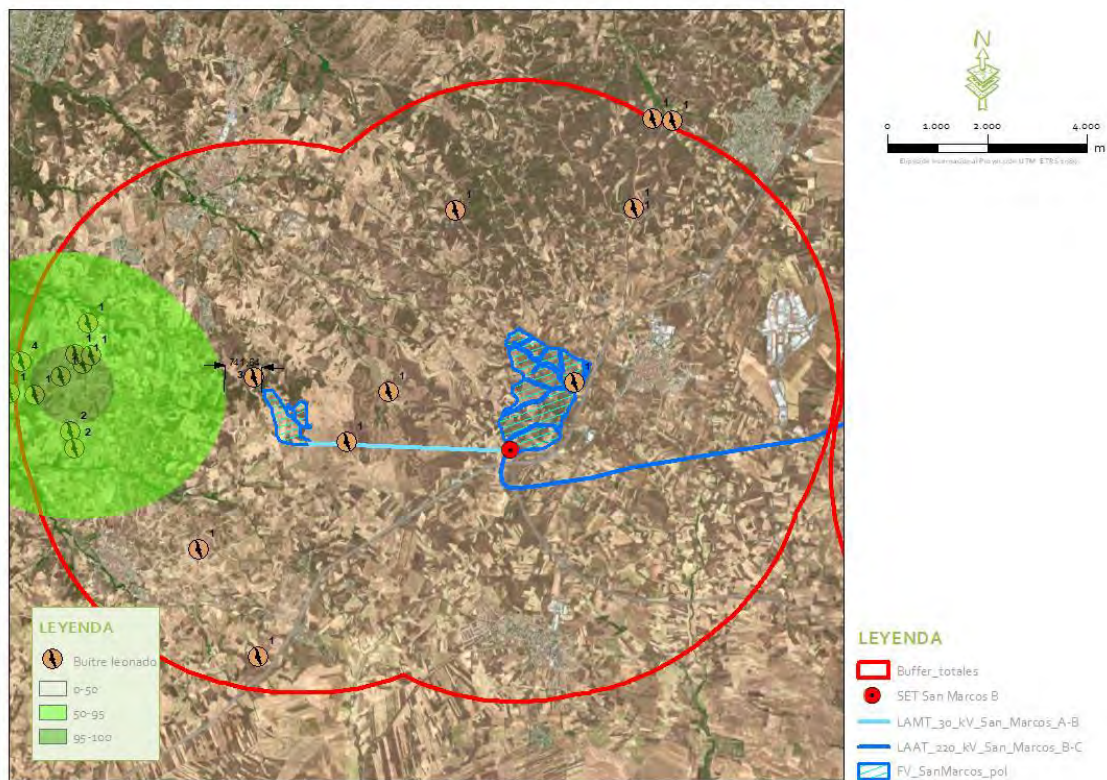 N
0 1.000 2.000 4.000
m
1 1
1
1
1
1
4
1 1 1
1
1
2
2
3
1
1
1
1
1
LEYENDA
Buitre leonado
0-50
50-95
95-100
LEYENDA
Buffer_totales
SET San Marcos B
LAMT_30_kV_San_Marcos_A-B
LAAT_220_kV_San_Marcos_B-C
FV_SanMarcos_pol